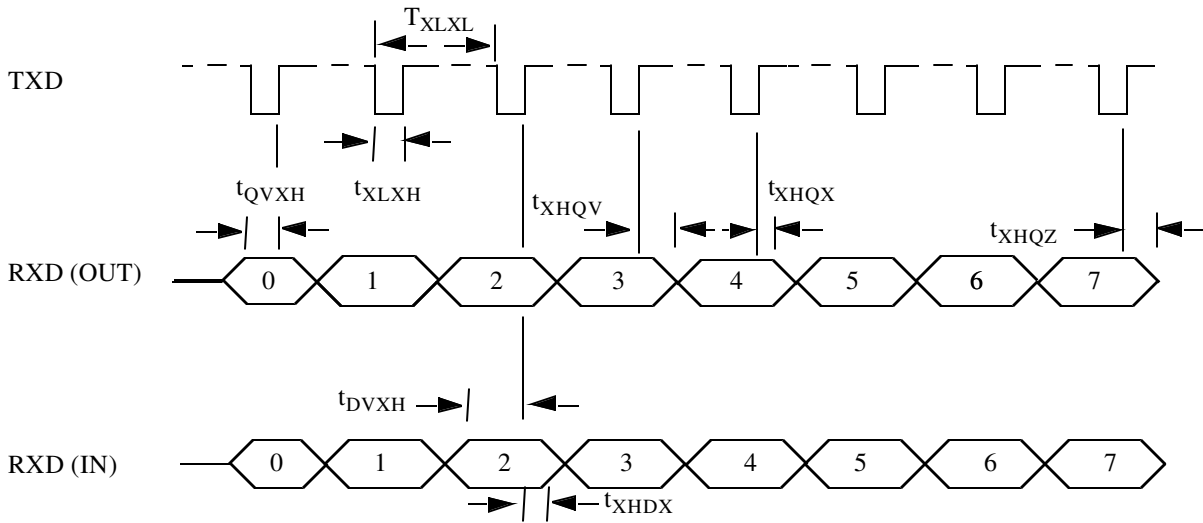 TXLXL
TXD
tQVXH tXLXH tXHQV tXHQX tXHQZ
RXD (OUT) 0 1 2 3 4 5 6 7
tDVXH
RXD (IN) 0 1 2 3 4 5 6 7
tXHDX